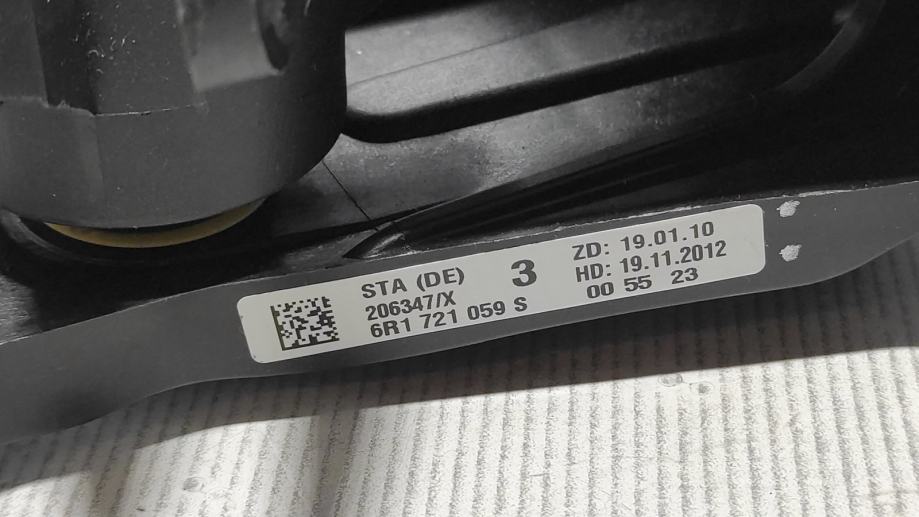 STA (DE)
206347/X
6R1 721 059 S
3
ZD: 19.01.10
HD: 19.11.2012
00 55 23